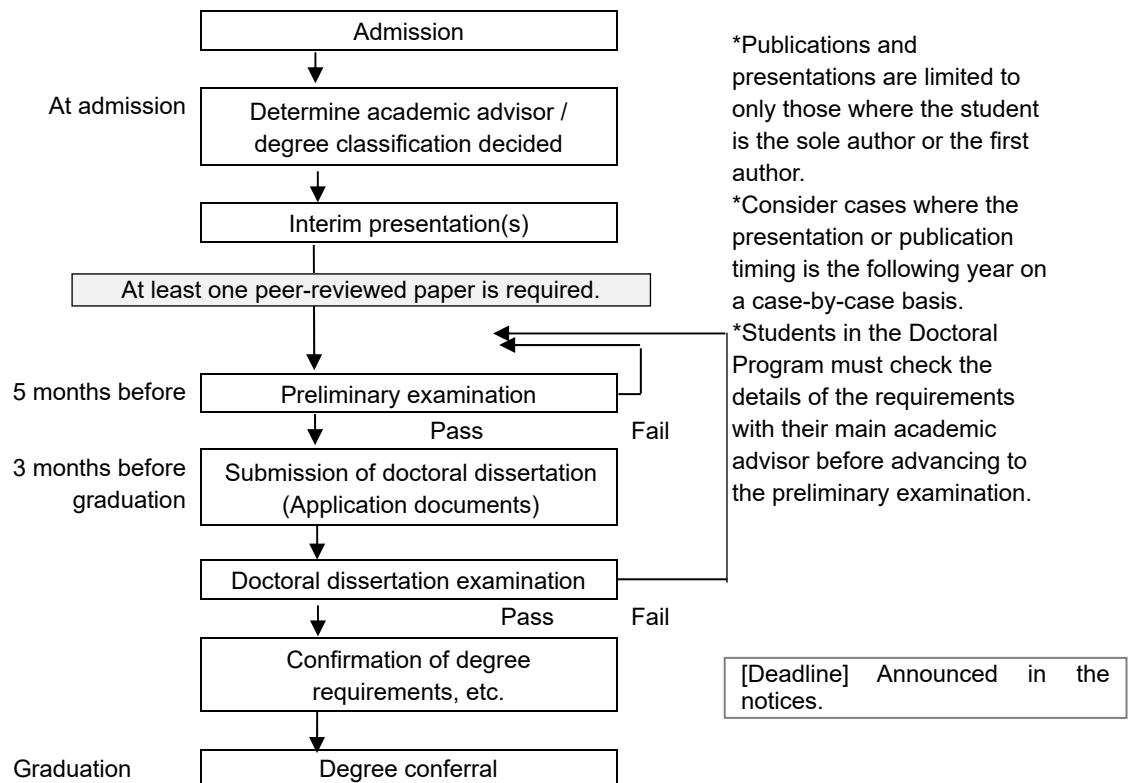 Admission
At admission
Determine academic advisor /
degree classification decided
Interim presentation(s)
At least one peer-reviewed paper is required.
5 months before
Preliminary examination
Pass
Fail
3 months before
graduation
Submission of doctoral dissertation
(Application documents)
Doctoral dissertation examination
Pass
Fail
Confirmation of degree
requirements, etc.
Graduation
Degree conferral
*Publications and
presentations are limited to
only those where the student
is the sole author or the first
author.
*Consider cases where the
presentation or publication
timing is the following year on
a case-by-case basis.
*Students in the Doctoral
Program must check the
details of the requirements
with their main academic
advisor before advancing to
the preliminary examination.
[Deadline] Announced in the
notices.